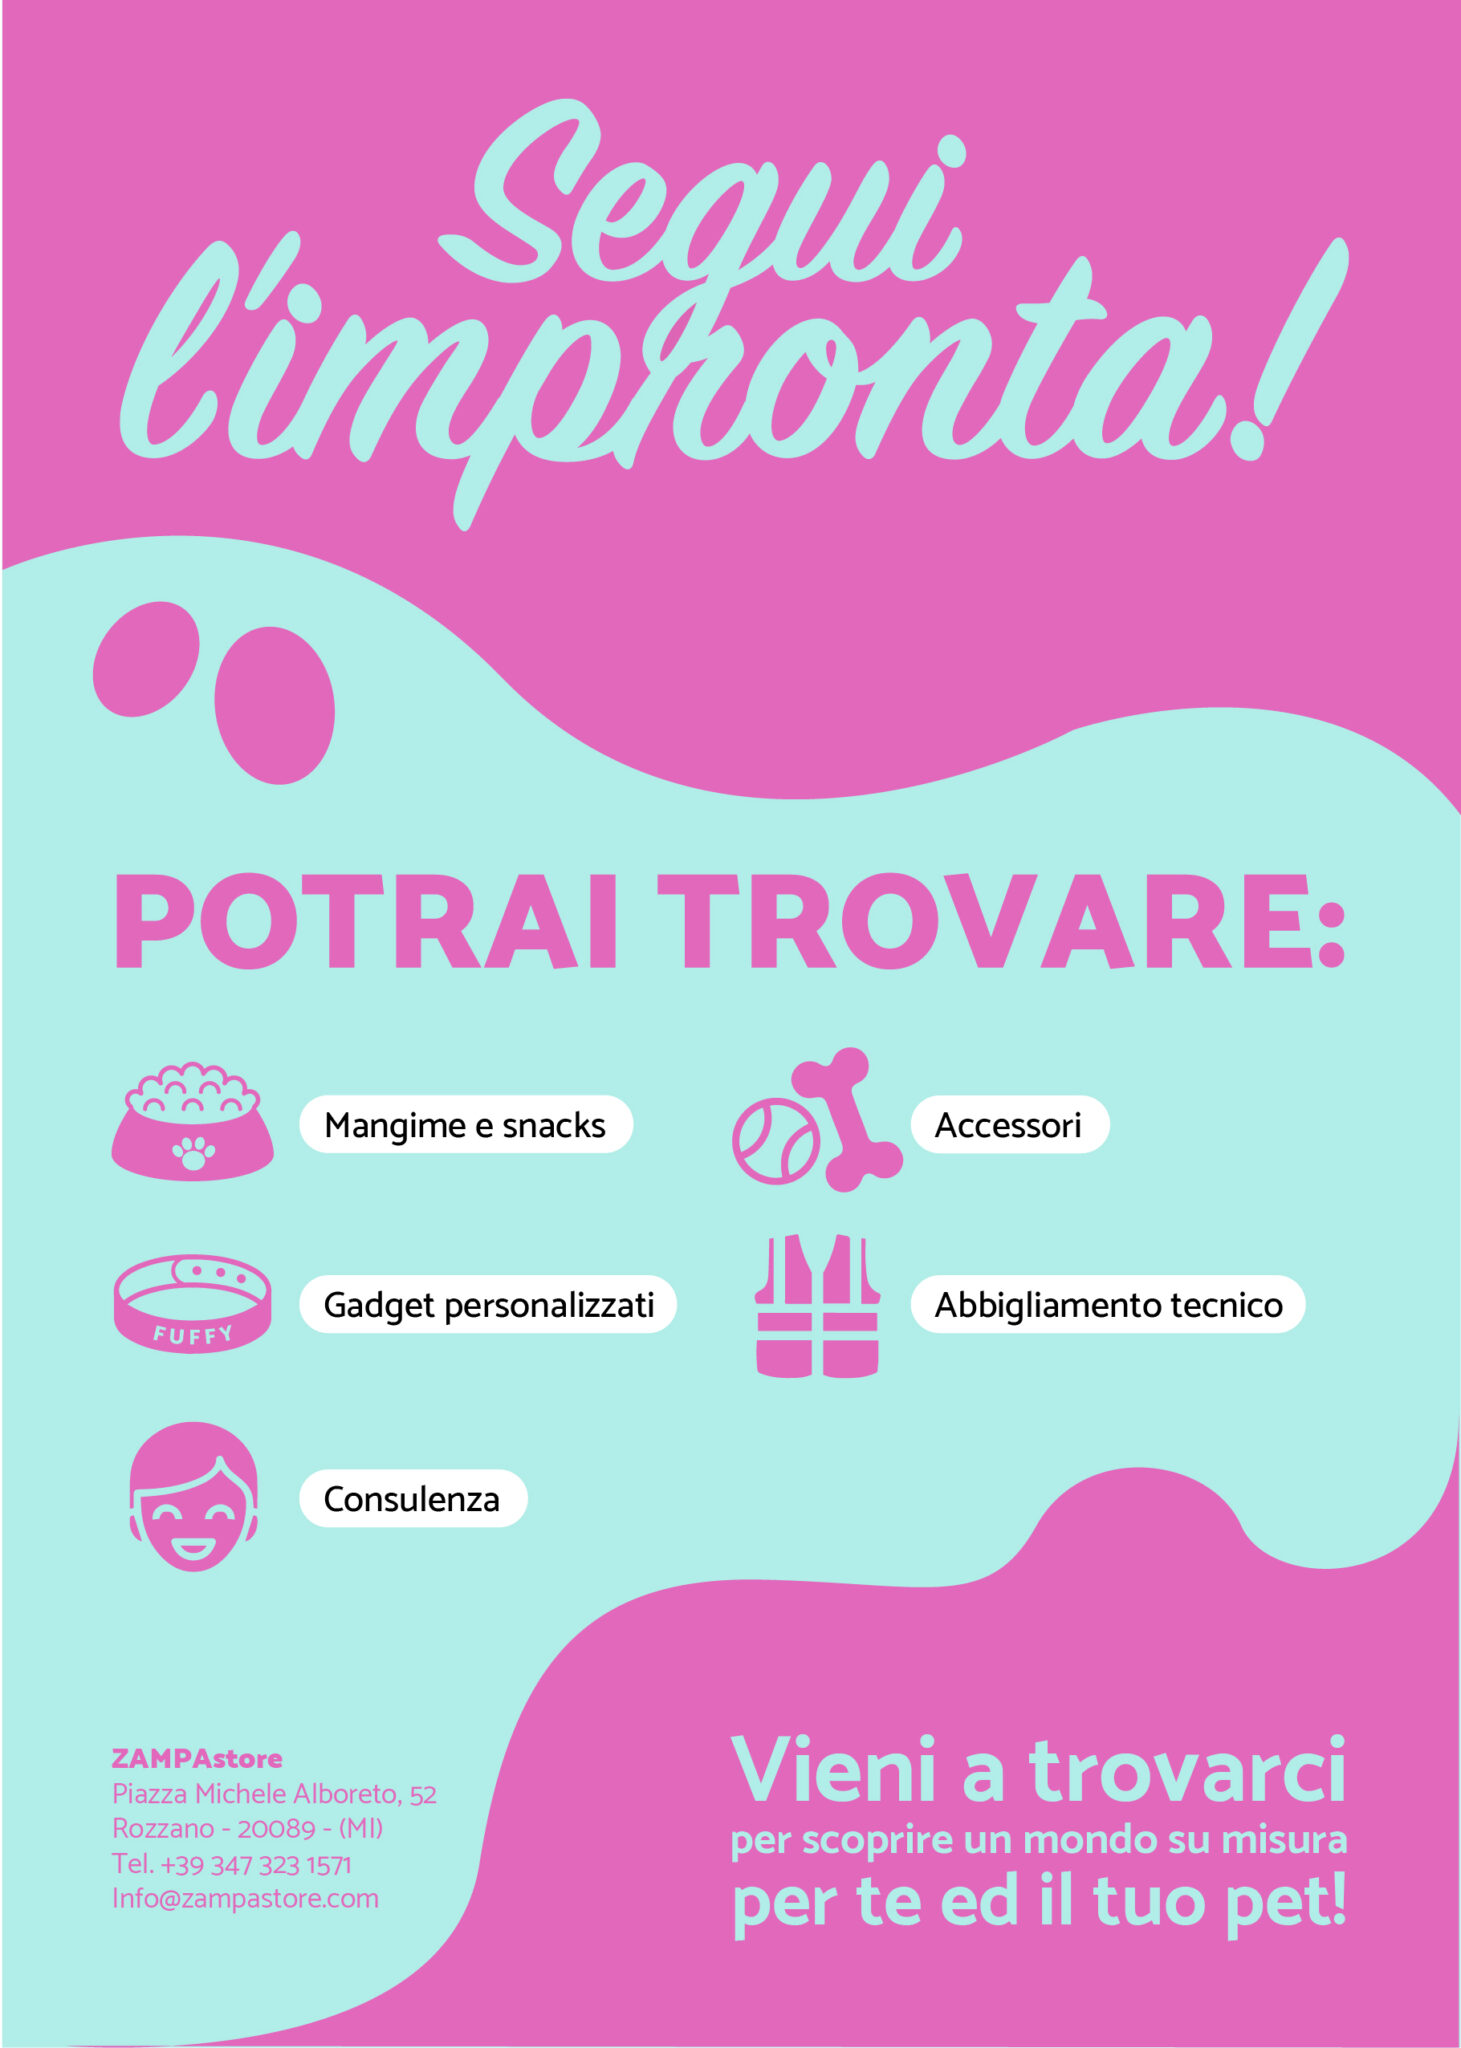 Segui
l'impronta!
POTRAI TROVARE:
Mangime e snacks
Accessori
FUFFY
Gadget personalizzati
Abbigliamento tecnico
Consulenza
ZAMPAstore
Piazza Michele Alboreto, 52
Rozzano - 20089 - (MI)
Tel. +39 347 323 1571
Info@zampastore.com
Vieni a trovarci
per scoprire un mondo su misura
per te ed il tuo pet!